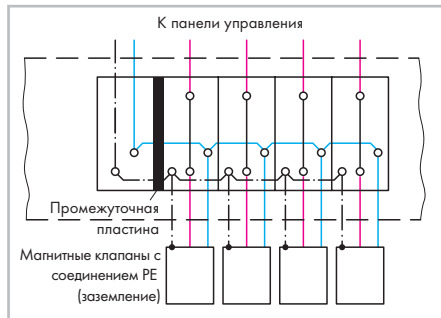 К панели управления
Промежуточная
пластина
Магнитные клапаны с
соединением PE
(заземление)